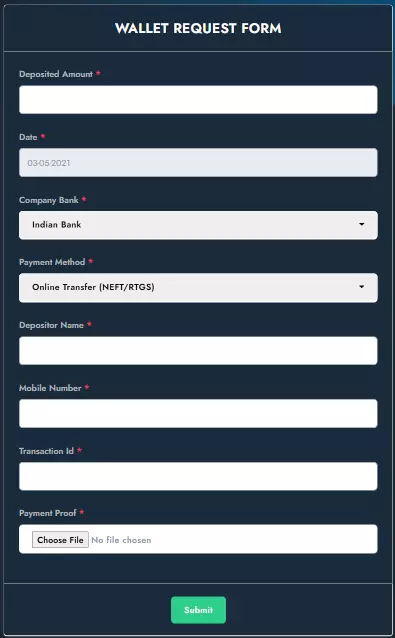 WALLET REQUEST FORM
Deposited Amount *
Date *
03-05-2021
Company Bank *
Indian Bank
Payment Method *
Online Transfer (NEFT/RTGS)
Depositor Name *
Mobile Number *
Transaction Id *
Payment Proof *
Choose File No file chosen
Submit